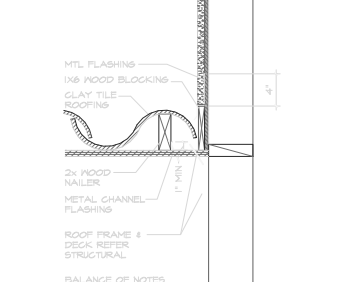 MTL FLASHING
1X6 WOOD BLOCKING
CLAY TILE
ROOFING
4"
2x WOOD
NAILER
1" MIN
METAL CHANNEL
FLASHING
ROOF FRAME &
DECK REFER
STRUCTURAL
BALANCE OF NOTES